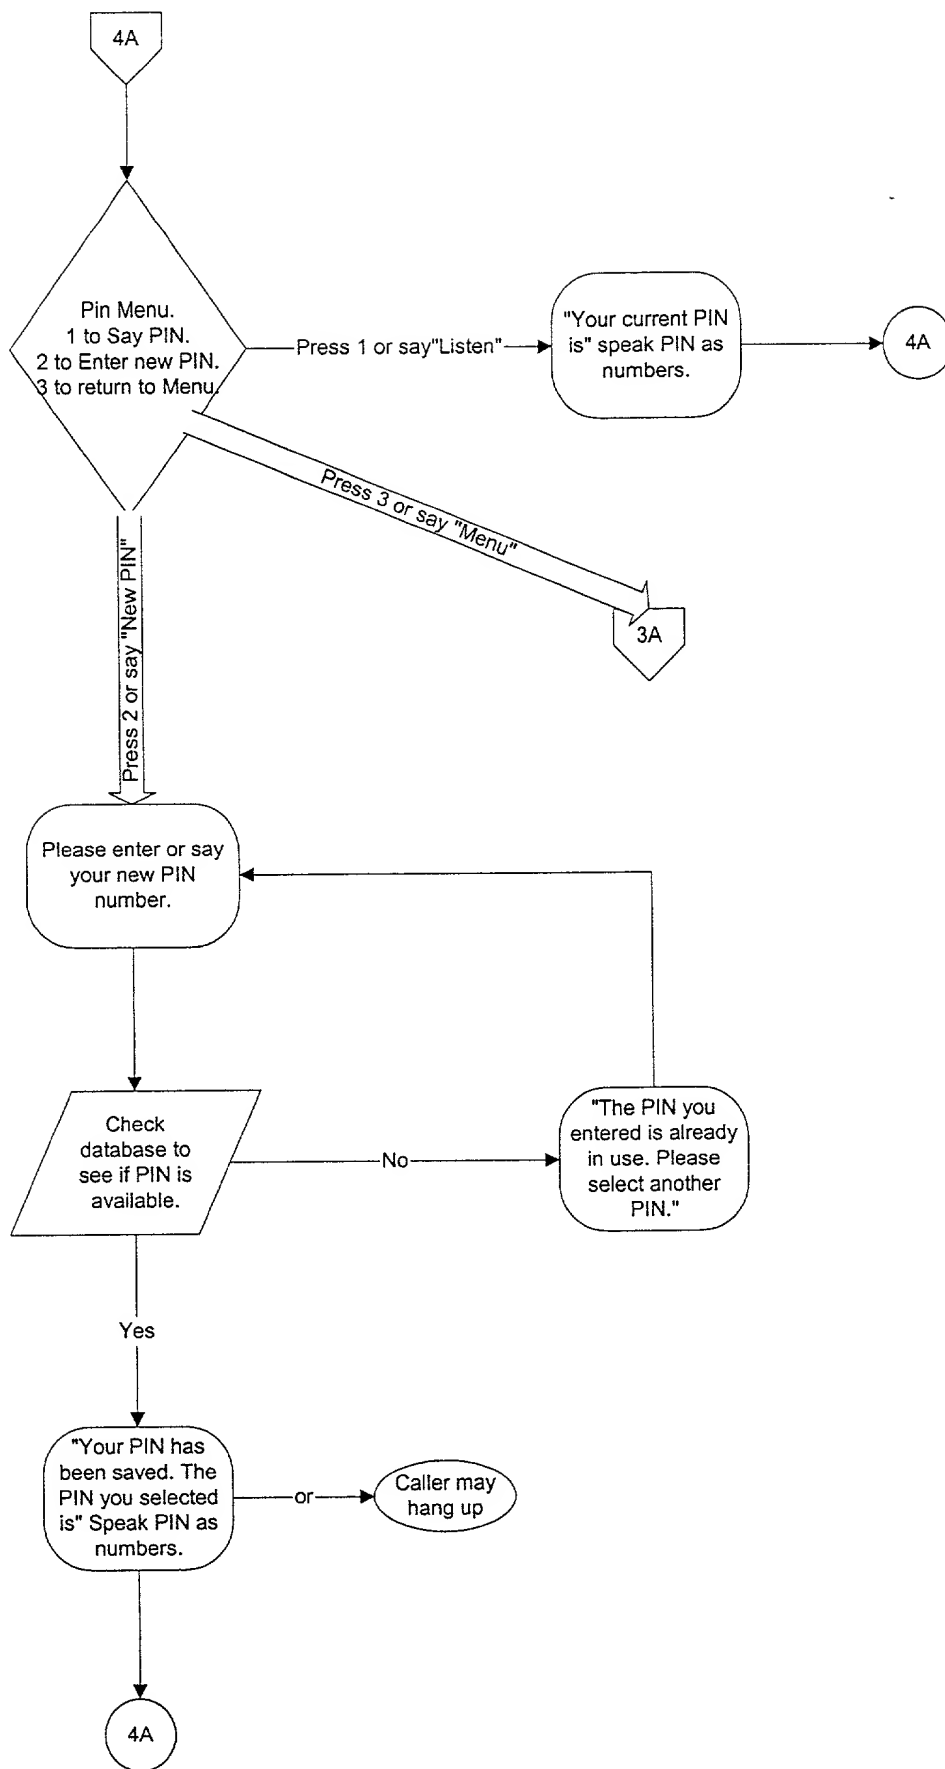 4A
Pin Menu.
1 to Say PIN.
2 to Enter new PIN.
3 to return to Menu.
Press 1 or say"Listen"
"Your current PIN
is" speak PIN as
numbers.
4A
Press 3 or say "Menu"
3A
Press 2 or say "New PIN"
Please enter or say
your new PIN
number.
Check
database to
see if PIN is
available.
No
"The PIN you
entered is already
in use. Please
select another
PIN."
Yes
"Your PIN has
been saved. The
PIN you selected
is" Speak PIN as
numbers.
or
Caller may
hang up
4A